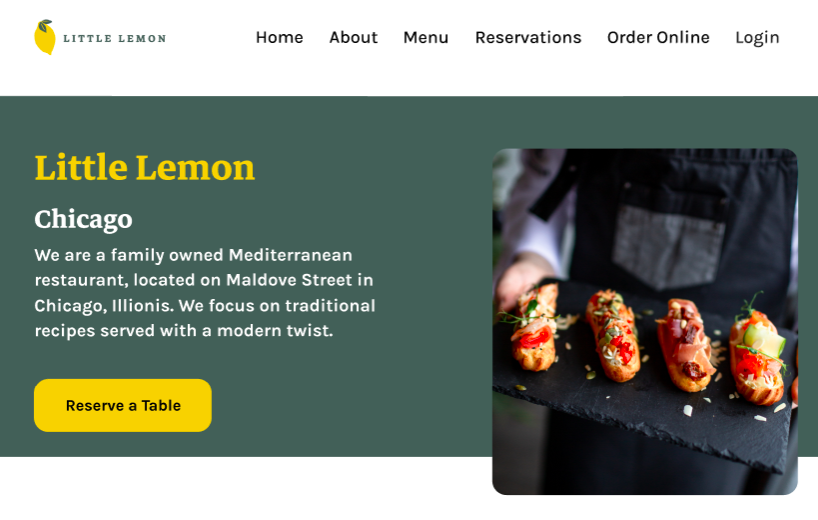 LITTLE LEMON
Home About Menu Reservations Order Online Login
Little Lemon
Chicago
We are a family owned Mediterranean
restaurant, located on Maldove Street in
Chicago, Illionis. We focus on traditional
recipes served with a modern twist.
Reserve a Table